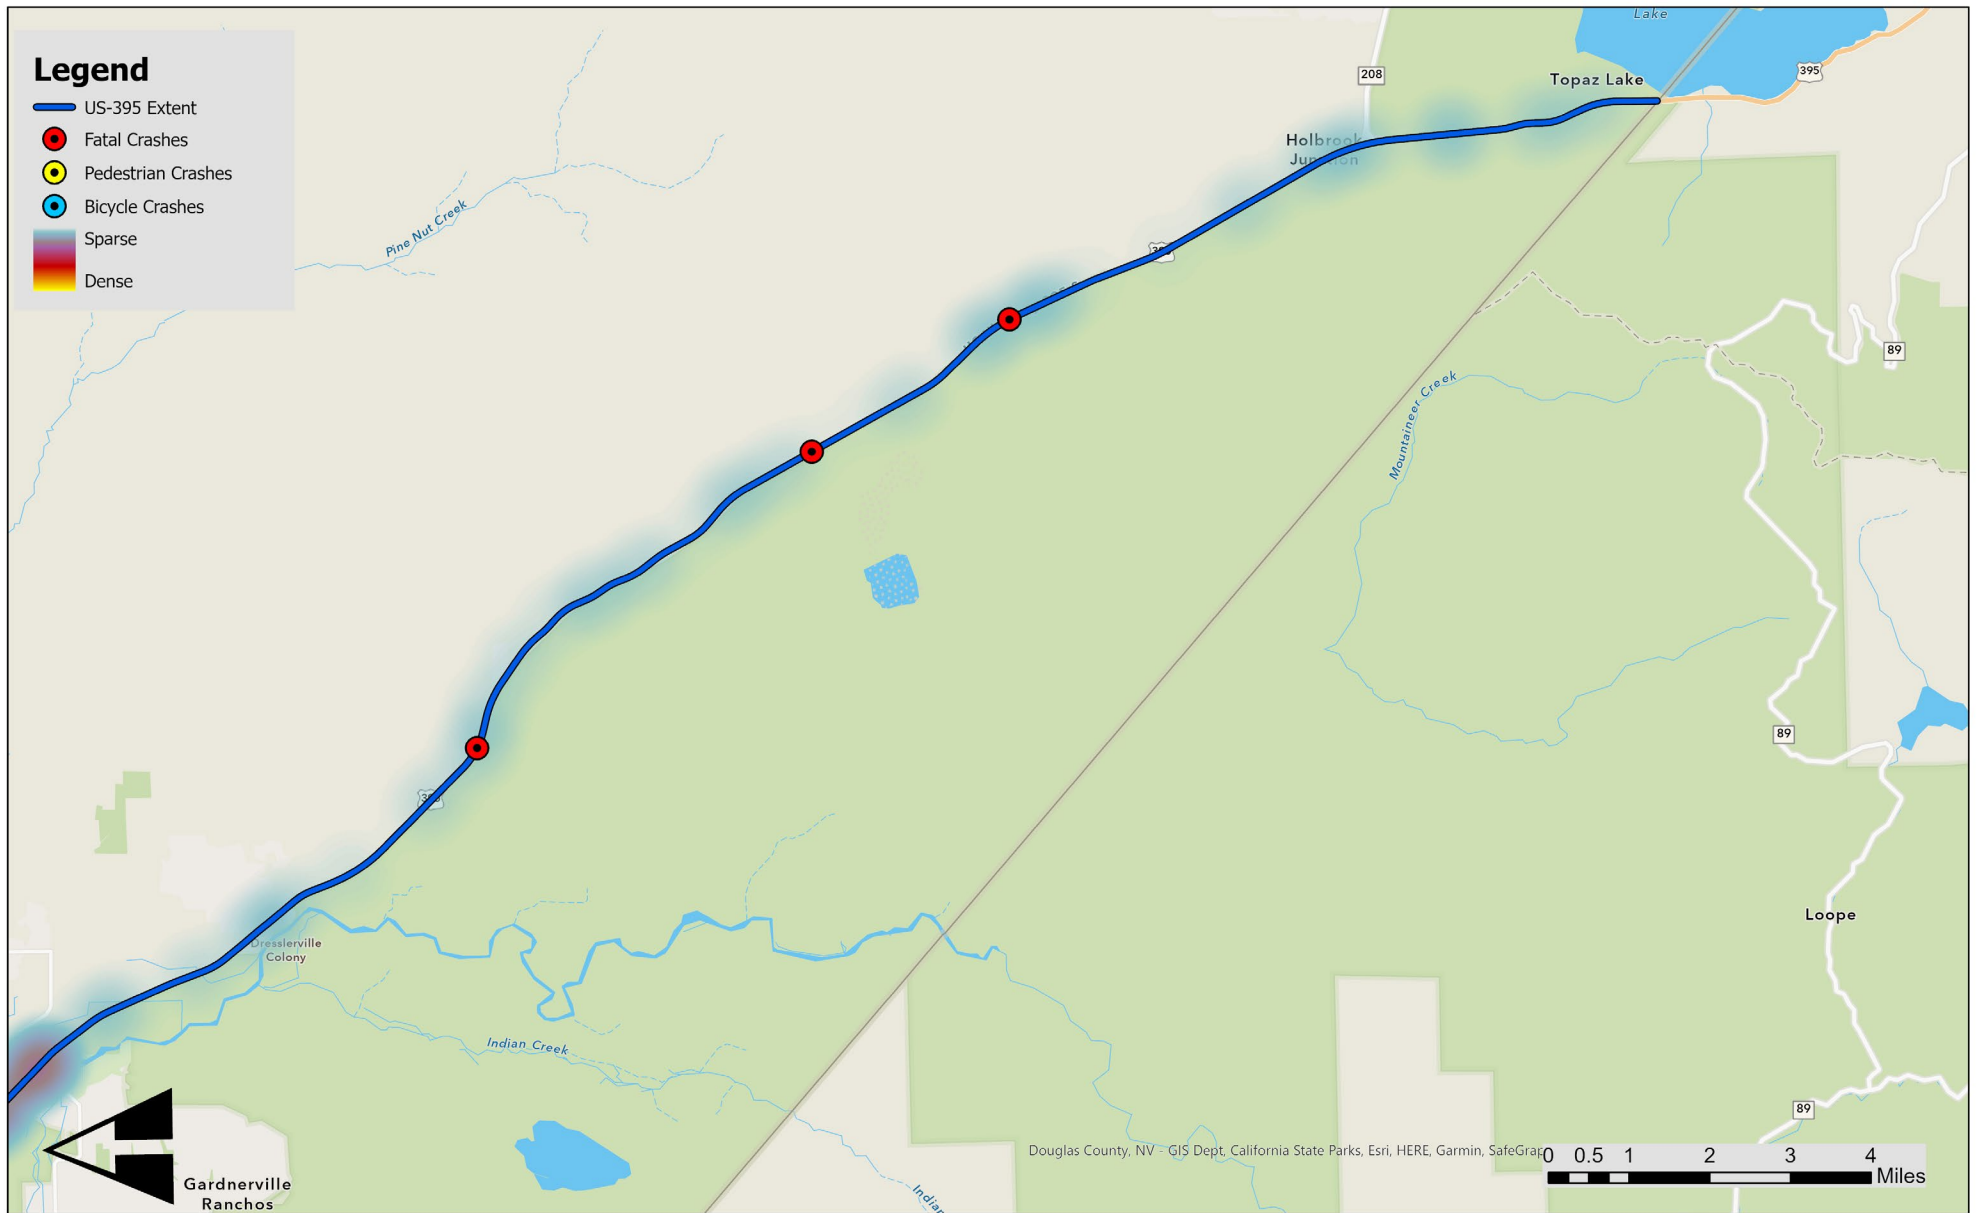 Legend
US-395 Extent
Fatal Crashes
Pedestrian Crashes
Bicycle Crashes
Sparse
Dense
Lake
Topaz Lake
208
395
Holbrook
Junction
Pine Nut Creek
89
Mountaineer Creek
89
Loope
Dresslerville
Colony
Indian Creek
89
Douglas County, NV - GIS Dept, California State Parks, Esri, HERE, Garmin, SafeGrap
0 0.5 1 2 3 4
Miles
Gardnerville
Ranchos
Indian